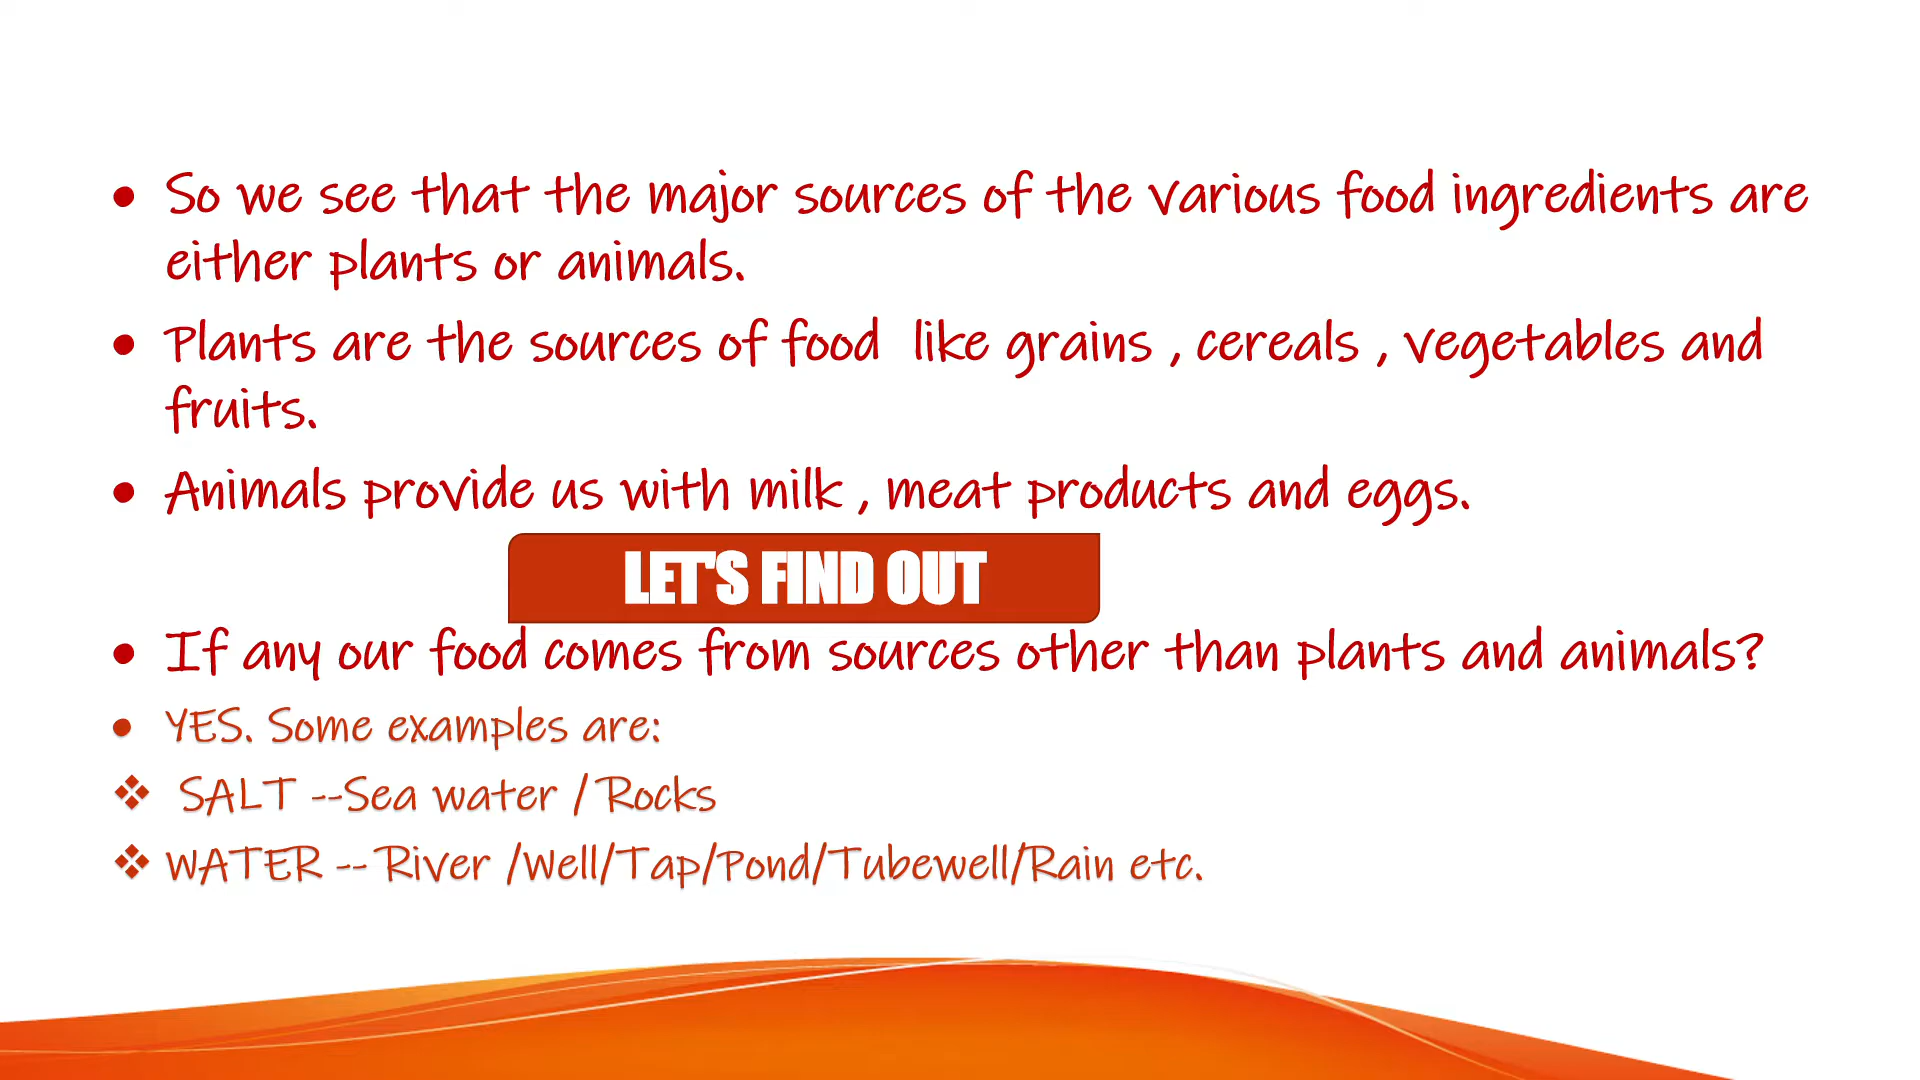 • So we see that the major sources of the various food ingredients are
either plants or animals.
• Plants are the sources of food  like grains , cereals , vegetables and
fruits.
• Animals provide us with milk , meat products and eggs.
LET'S FIND OUT
• If any our food comes from sources other than plants and animals?
• YES. Some examples are:
❖ SALT --Sea water / Rocks
❖ WATER -- River /Well/Tap/Pond/Tubewell/Rain etc.